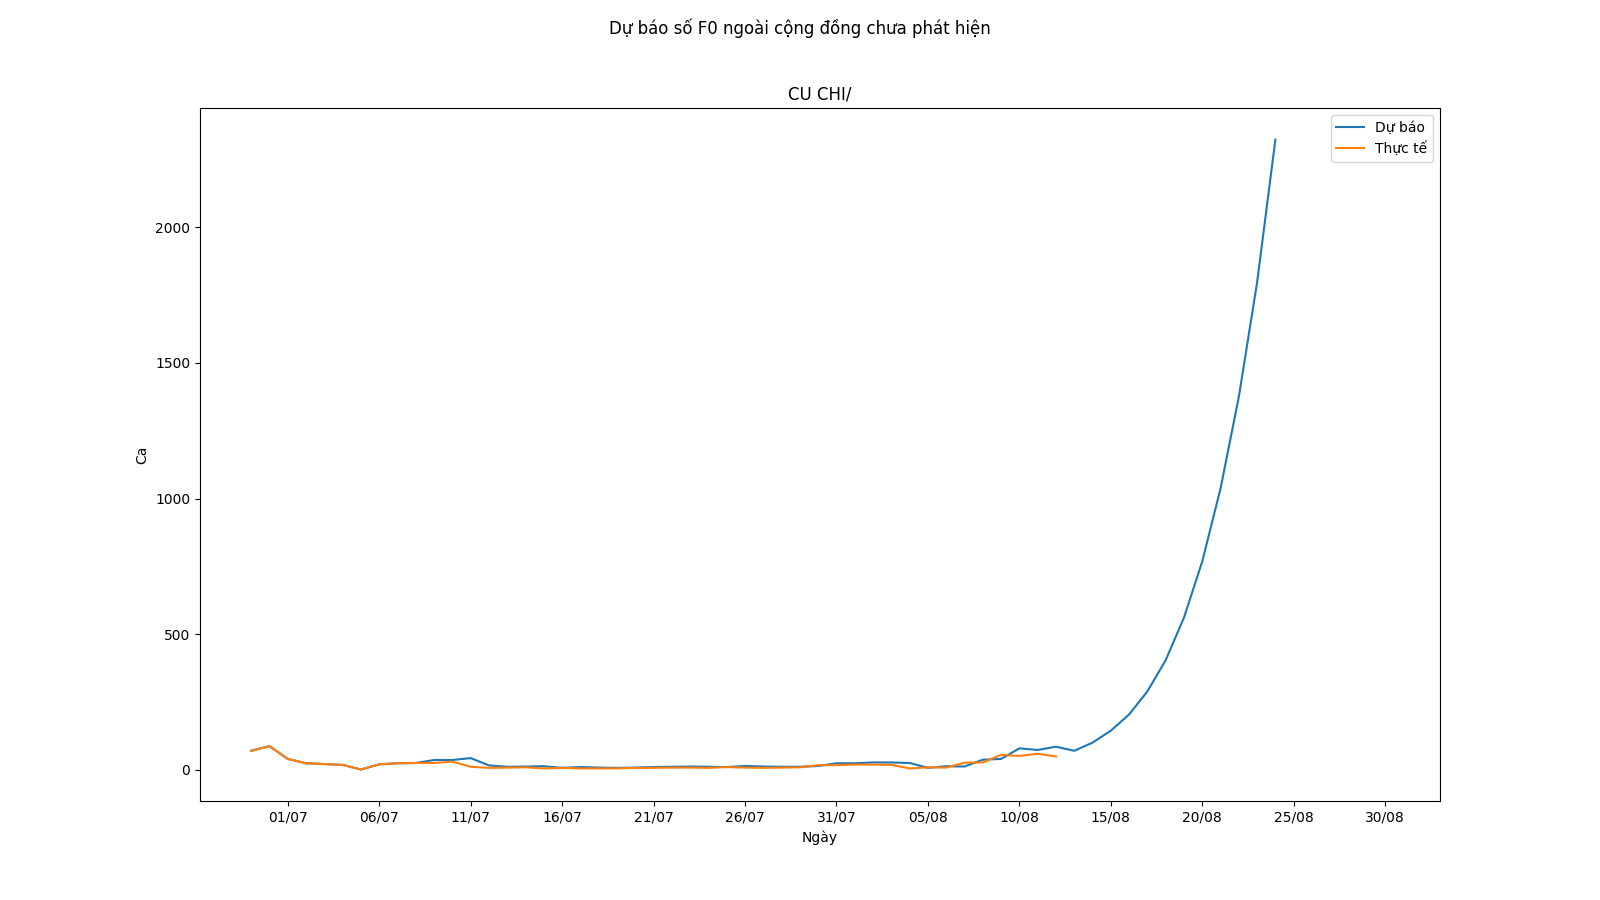 Dự báo số F0 ngoài cộng đồng chưa phát hiện
CU CHI/
Dự báo
Thực tế
2000
1500
1000
500
0
Ca
01/07 06/07 11/07 16/07 21/07 26/07 31/07 05/08 10/08 15/08 20/08 25/08 30/08
Ngày